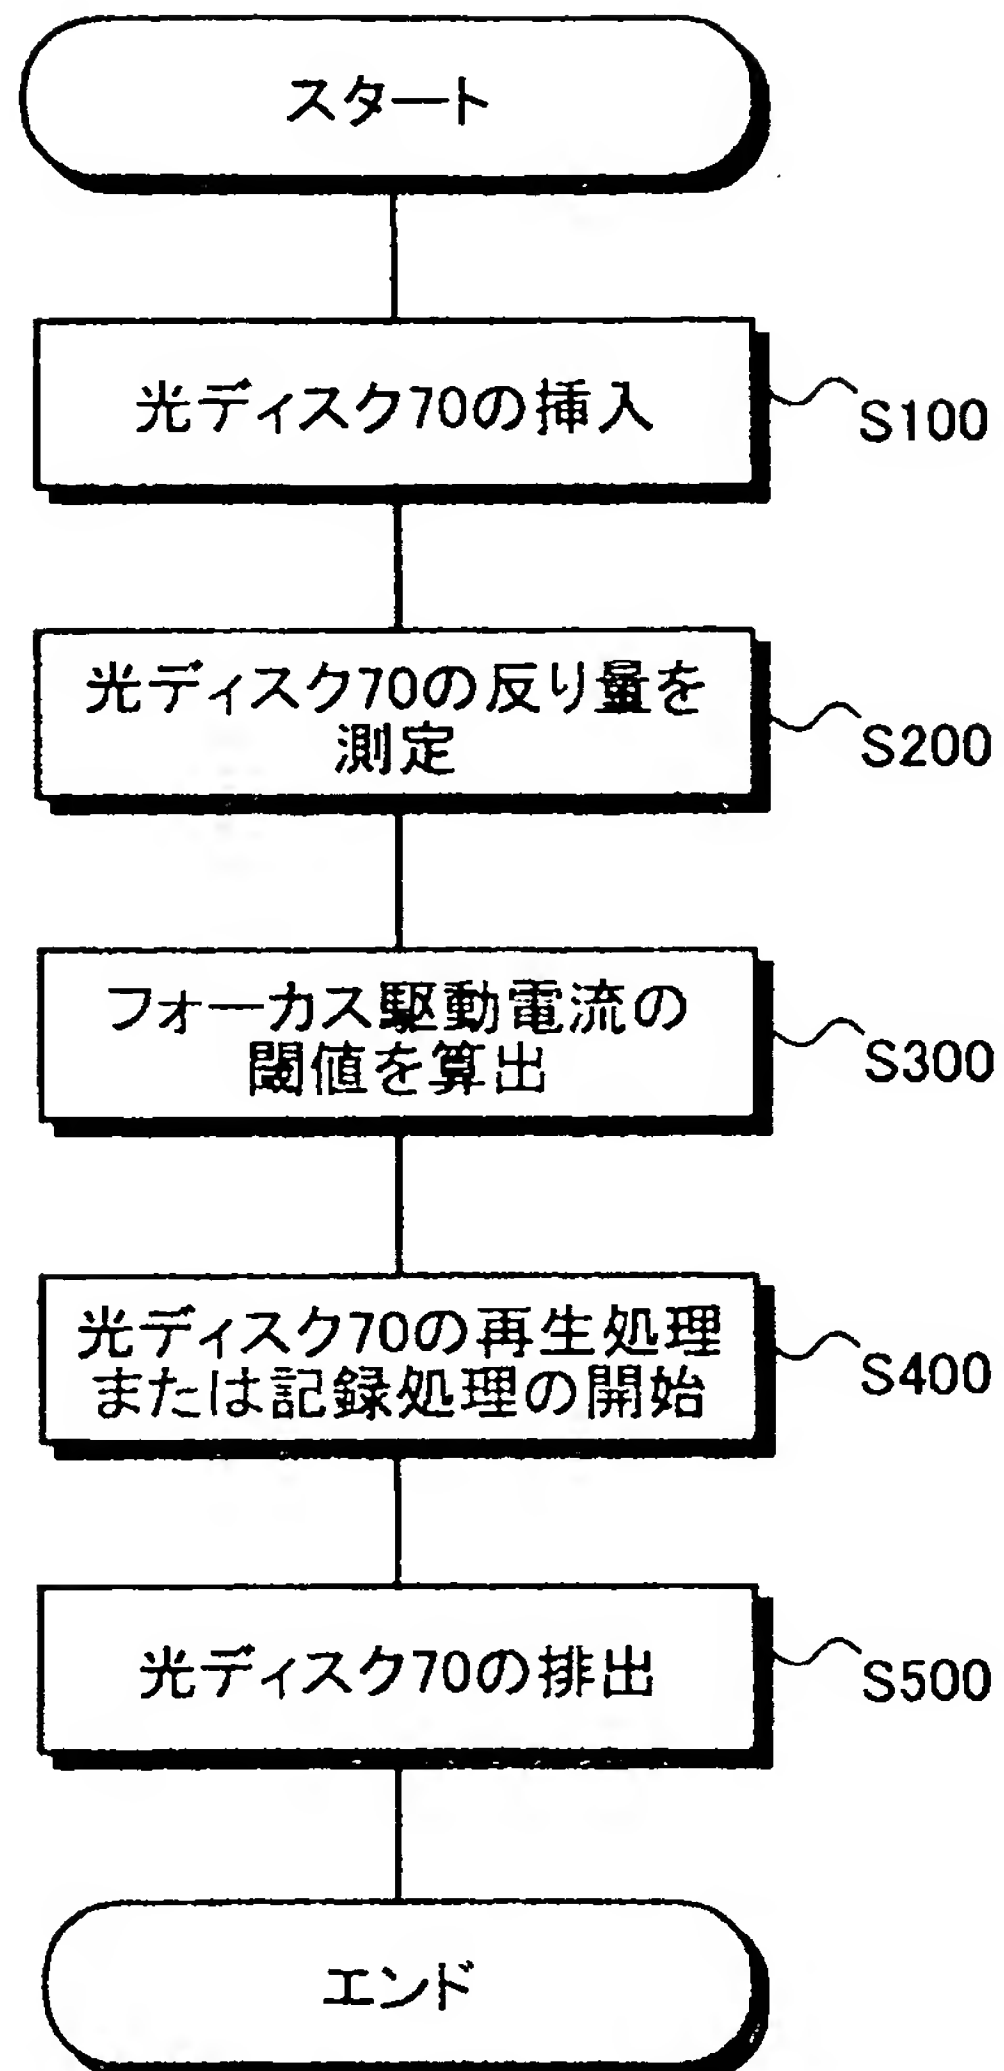 スタート
光ディスク70の挿入
S100
光ディスク70の反り量を
測定
S200
フォーカス駆動電流の
閾値を算出
S300
光ディスク70の再生処理
または記録処理の開始
S400
光ディスク70の排出
S500
エンド